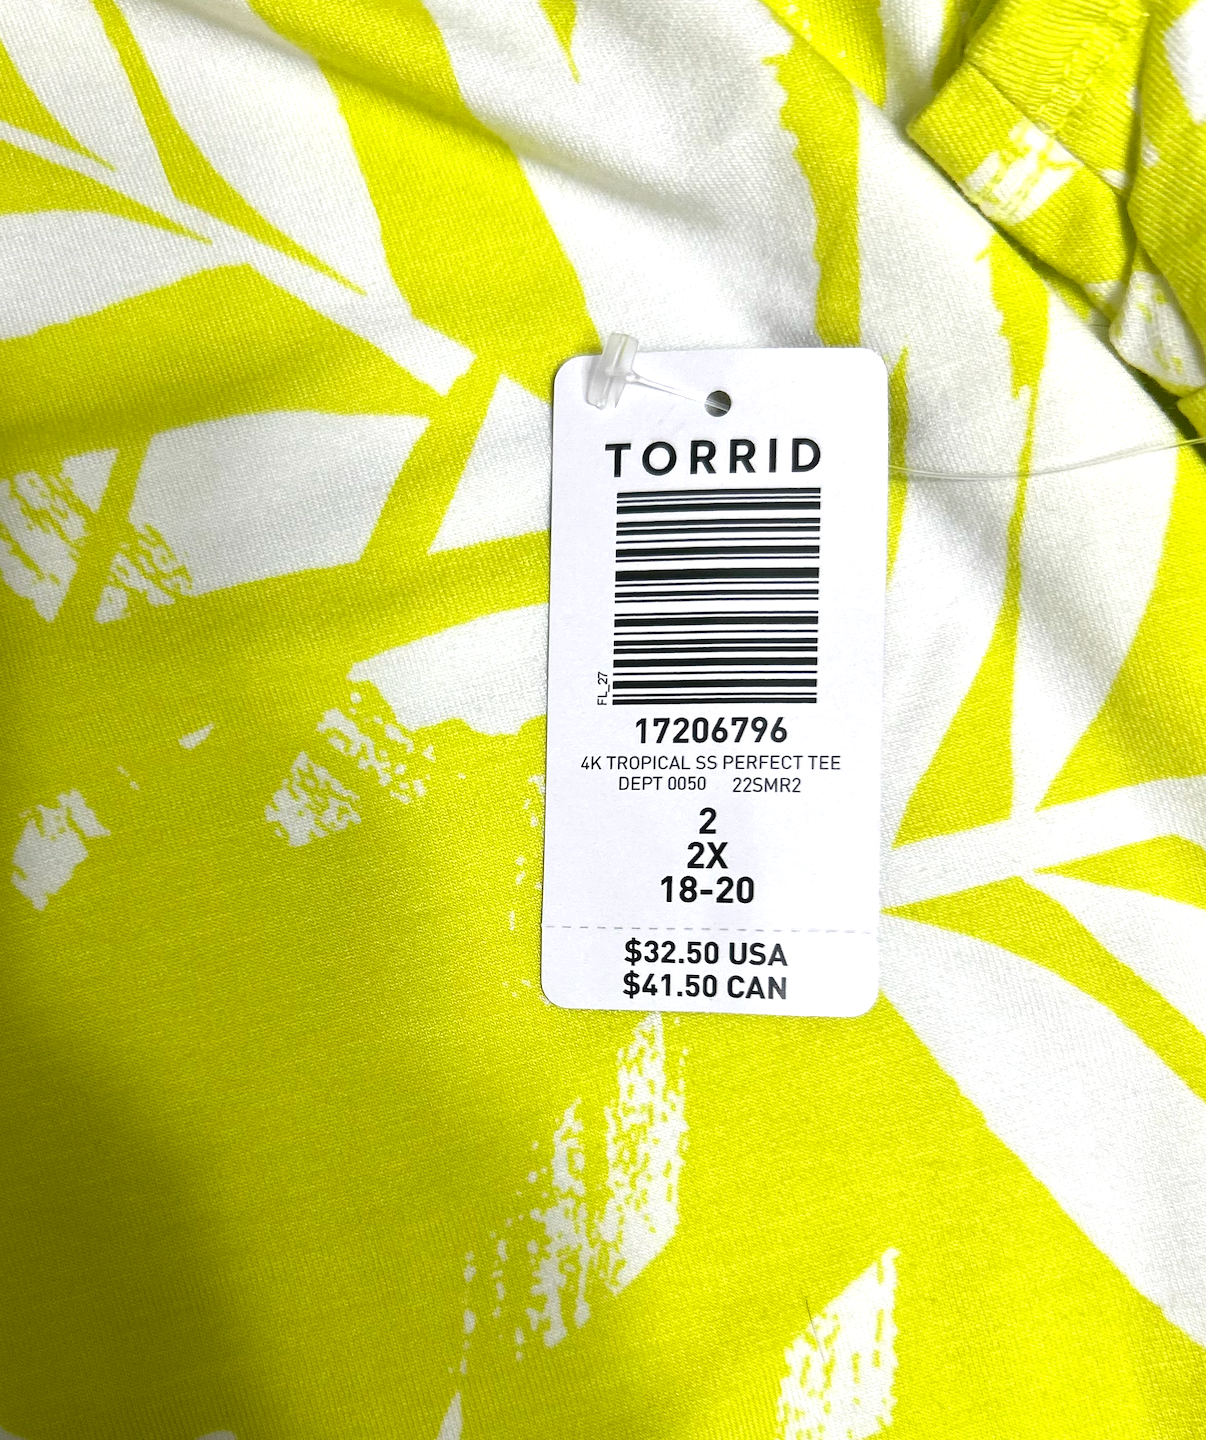 TORRID
FL_27
17206796
4K TROPICAL SS PERFECT TEE
DEPT 0050 22SMR2
2
2X
18-20
$32.50 USA
$41.50 CAN